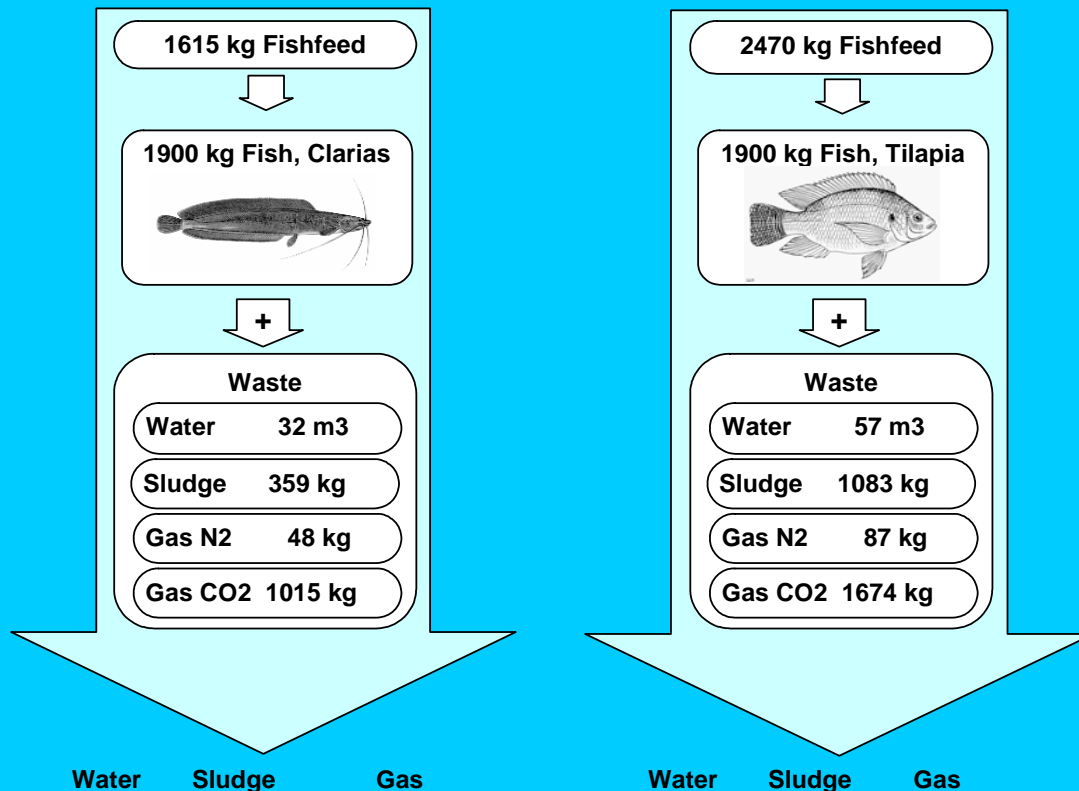 1615 kg Fishfeed
1900 kg Fish, Clarias
+
Waste
Water 32 m3
Sludge 359 kg
Gas N2 48 kg
Gas CO2 1015 kg
Water Sludge Gas
2470 kg Fishfeed
1900 kg Fish, Tilapia
+
Waste
Water 57 m3
Sludge 1083 kg
Gas N2 87 kg
Gas CO2 1674 kg
Water Sludge Gas